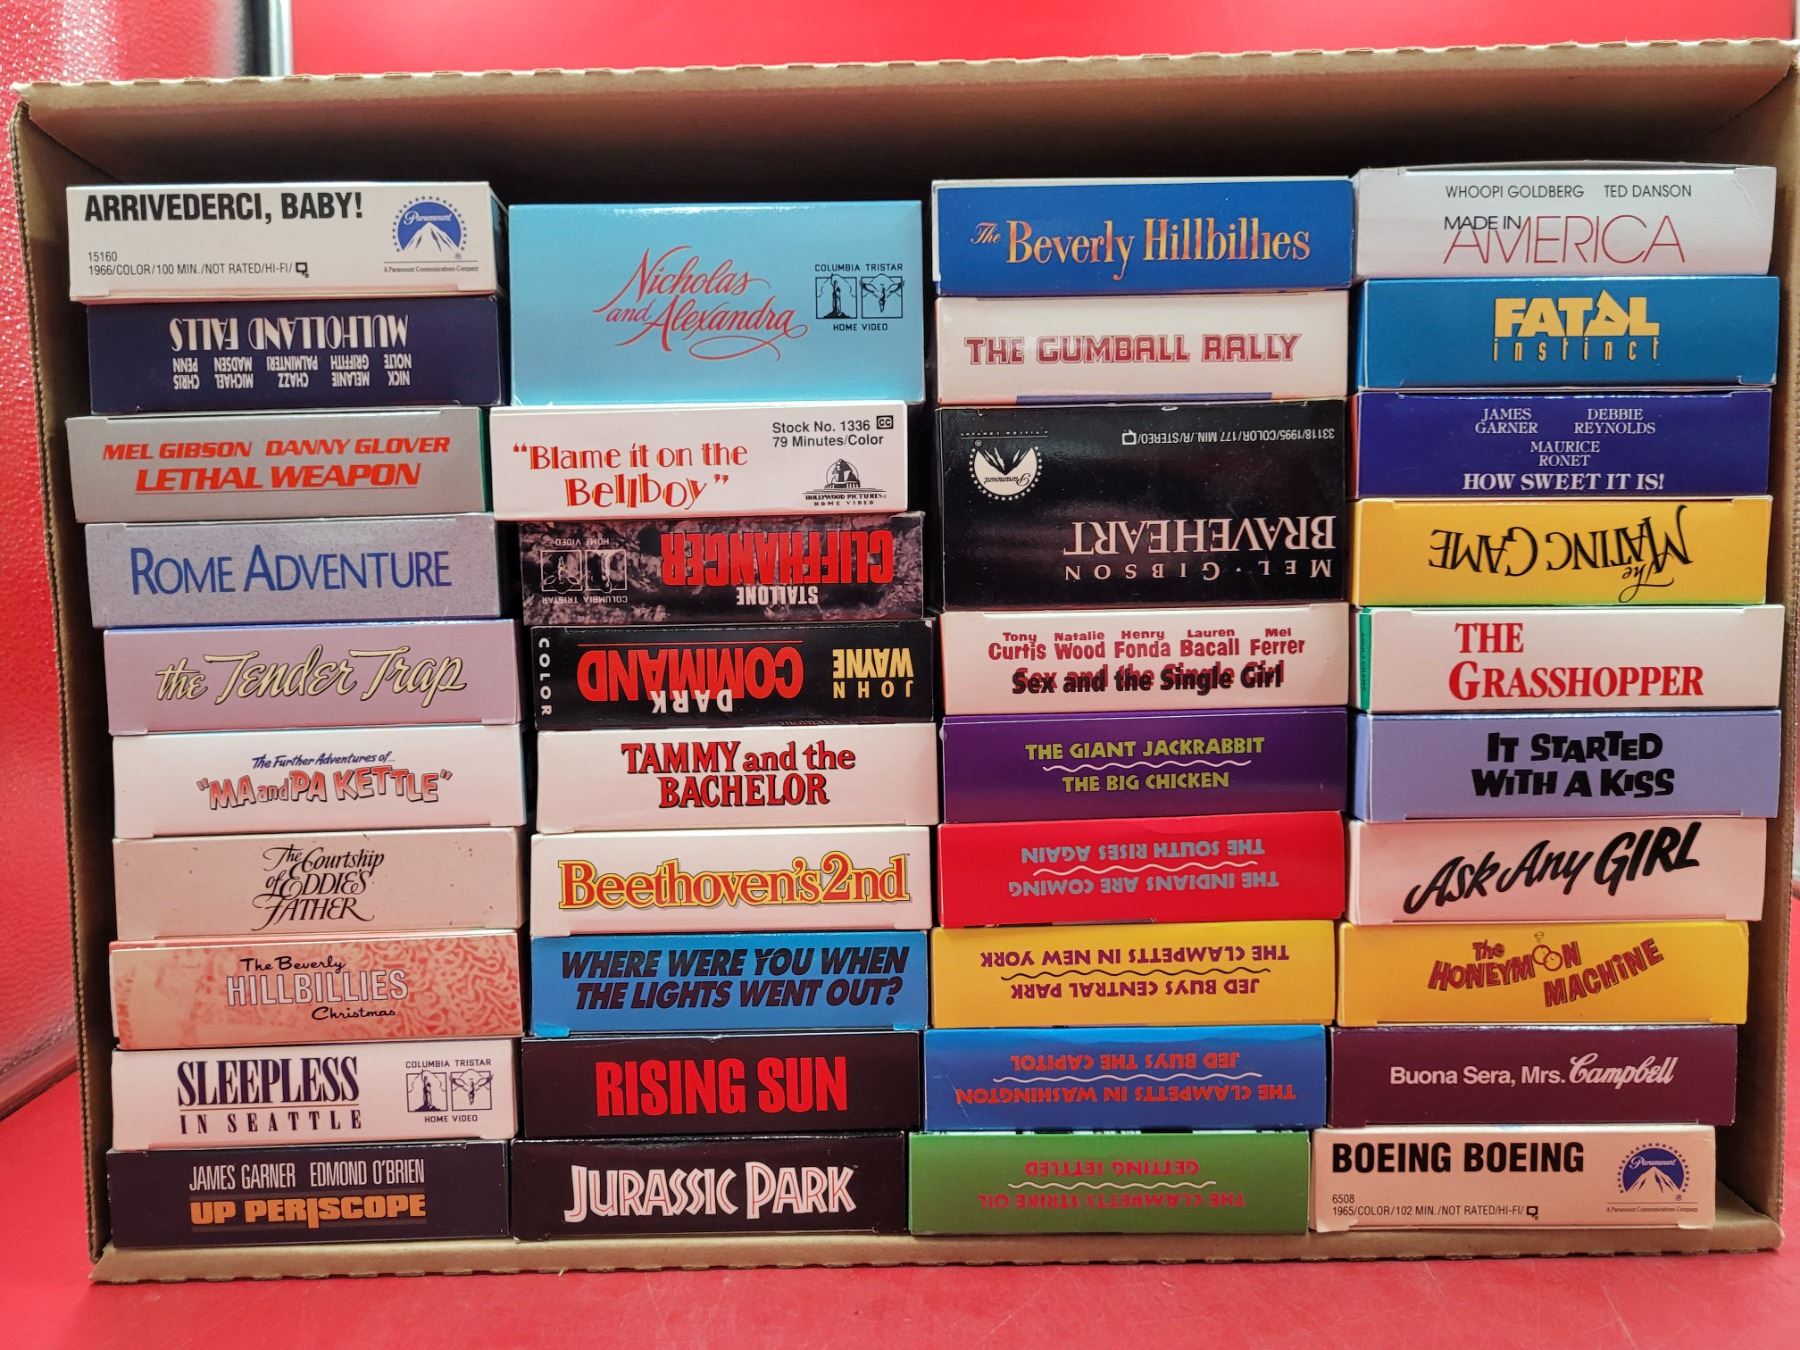 ARRIVEDERCI, BABY!
15160
1966/COLOR/100 MIN./NOT RATED/HI-FI/
Paramount
A Paramount Communications Company
MULHOLLAND FALLS
NICK NOLTE MELANIE GRIFFITH CHAZZ PALMINTERI MICHAEL MADSEN CHRIS PENN
MEL GIBSON DANNY GLOVER
LETHAL WEAPON
ROME ADVENTURE
the Tender Trap
The Further Adventures of...
"MA and PA KETTLE"
The Courtship
of EDDIE'S
FATHER
The Beverly
HILLBILLIES
Christmas
SLEEPLESS
IN SEATTLE
COLUMBIA TRISTAR
HOME VIDEO
JAMES GARNER EDMOND O'BRIEN
UP PERISCOPE
Nicholas
and Alexandra
COLUMBIA TRISTAR
HOME VIDEO
"Blame it on the
Bellboy"
Stock No. 1336 CC
79 Minutes/Color
HOLLYWOOD PICTURES
HOME VIDEO
STALLONE
CLIFFHANGER
COLUMBIA TRISTAR
HOME VIDEO
JOHN
WAYNE
DARK
COMMAND
COLOR
TAMMY and the
BACHELOR
Beethoven's 2nd
WHERE WERE YOU WHEN
THE LIGHTS WENT OUT?
RISING SUN
JURASSIC PARK
The Beverly Hillbillies
THE GUMBALL RALLY
MEL · GIBSON
BRAVEHEART
Paramount
33118/1995/COLOR/177 MIN./R/STEREO/
Tony Curtis Natalie Wood Henry Fonda Lauren Bacall Mel Ferrer
Sex and the Single Girl
THE GIANT JACKRABBIT
THE BIG CHICKEN
THE INDIANS ARE COMING
THE SOUTH RISES AGAIN
JED BUYS CENTRAL PARK
THE CLAMPETTS IN NEW YORK
THE CLAMPETTS IN WASHINGTON
JED BUYS THE CAPITOL
THE CLAMPETTS STRIKE OIL
GETTING SETTLED
WHOOPI GOLDBERG TED DANSON
MADE IN AMERICA
FATAL
instinct
JAMES GARNER DEBBIE REYNOLDS
MAURICE
RONET
HOW SWEET IT IS!
The MATING GAME
THE
GRASSHOPPER
IT STARTED
WITH A KISS
ASK ANY GIRL
The
HONEYMOON
MACHINE
Buona Sera, Mrs. Campbell
BOEING BOEING
6508
1965/COLOR/102 MIN./NOT RATED/HI-FI/
Paramount
A Paramount Communications Company